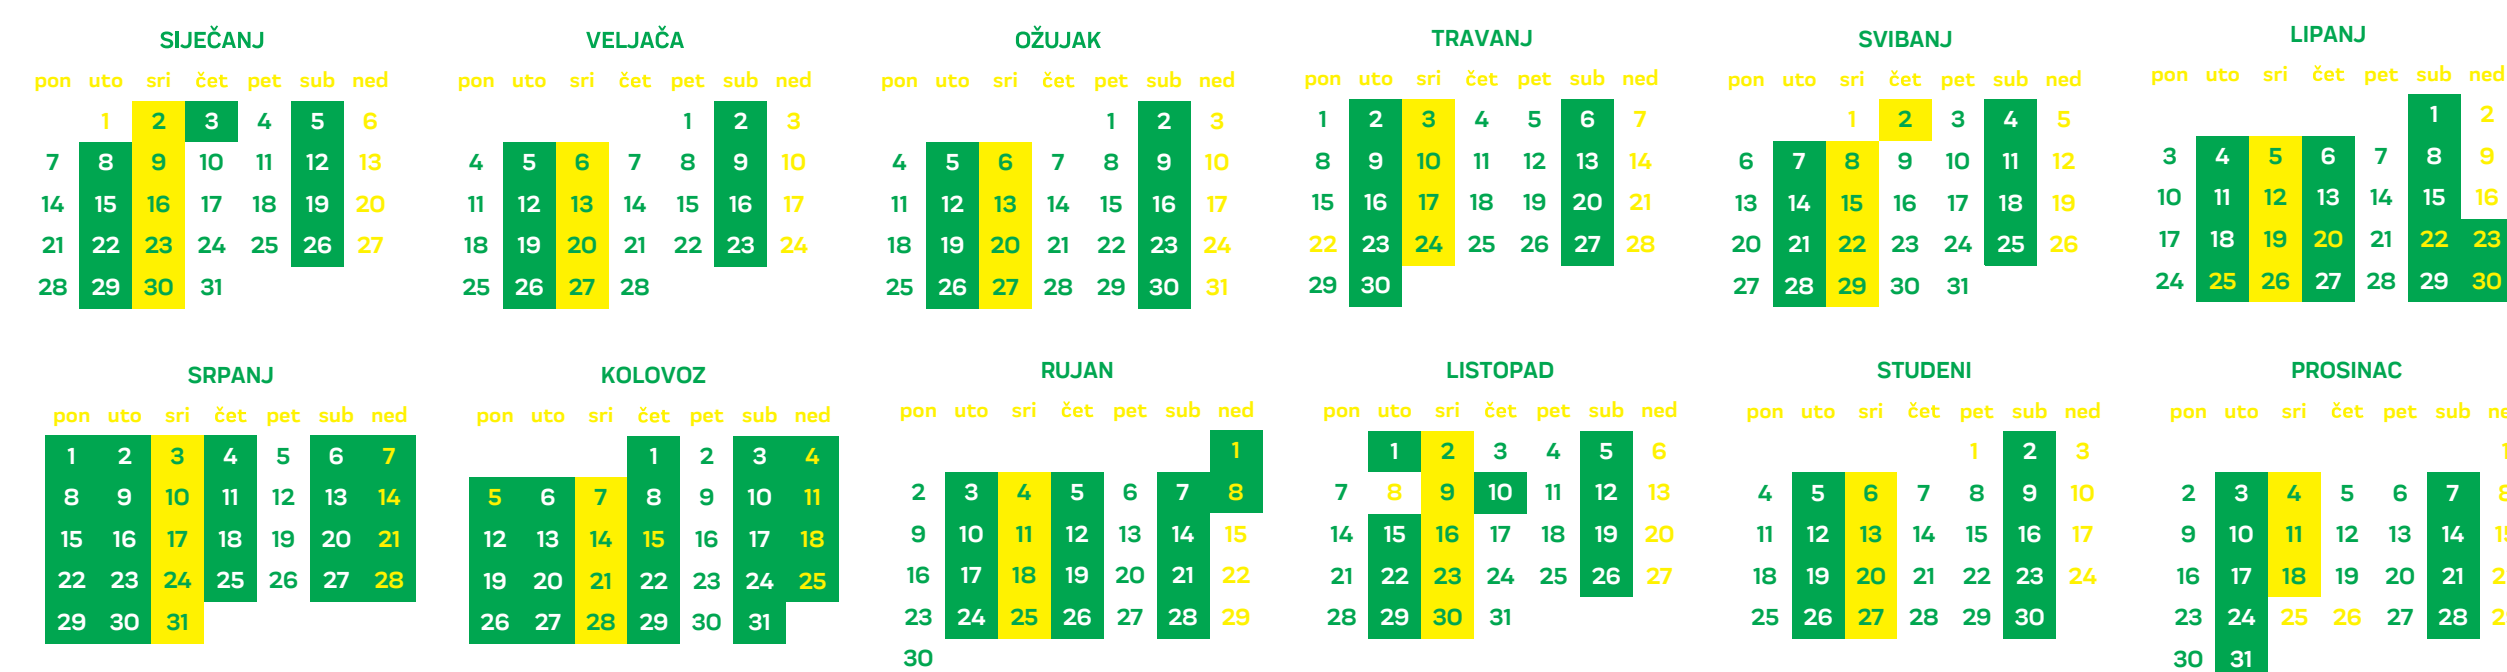 SIJEČANJ
pon uto sri čet pet sub ned
1 2 3 4 5 6
7 8 9 10 11 12 13
14 15 16 17 18 19 20
21 22 23 24 25 26 27
28 29 30 31
VELJAČA
pon uto sri čet pet sub ned
1 2 3
4 5 6 7 8 9 10
11 12 13 14 15 16 17
18 19 20 21 22 23 24
25 26 27 28
OŽUJAK
pon uto sri čet pet sub ned
1 2 3
4 5 6 7 8 9 10
11 12 13 14 15 16 17
18 19 20 21 22 23 24
25 26 27 28 29 30 31
TRAVANJ
pon uto sri čet pet sub ned
1 2 3 4 5 6 7
8 9 10 11 12 13 14
15 16 17 18 19 20 21
22 23 24 25 26 27 28
29 30
SVIBANJ
pon uto sri čet pet sub ned
1 2 3 4 5
6 7 8 9 10 11 12
13 14 15 16 17 18 19
20 21 22 23 24 25 26
27 28 29 30 31
LIPANJ
pon uto sri čet pet sub ned
1 2
3 4 5 6 7 8 9
10 11 12 13 14 15 16
17 18 19 20 21 22 23
24 25 26 27 28 29 30
SRPANJ
pon uto sri čet pet sub ned
1 2 3 4 5 6 7
8 9 10 11 12 13 14
15 16 17 18 19 20 21
22 23 24 25 26 27 28
29 30 31
KOLOVOZ
pon uto sri čet pet sub ned
1 2 3 4
5 6 7 8 9 10 11
12 13 14 15 16 17 18
19 20 21 22 23 24 25
26 27 28 29 30 31
RUJAN
pon uto sri čet pet sub ned
1
2 3 4 5 6 7 8
9 10 11 12 13 14 15
16 17 18 19 20 21 22
23 24 25 26 27 28 29
30
LISTOPAD
pon uto sri čet pet sub ned
1 2 3 4 5 6
7 8 9 10 11 12 13
14 15 16 17 18 19 20
21 22 23 24 25 26 27
28 29 30 31
STUDENI
pon uto sri čet pet sub ned
1 2 3
4 5 6 7 8 9 10
11 12 13 14 15 16 17
18 19 20 21 22 23 24
25 26 27 28 29 30
PROSINAC
pon uto sri čet pet sub
2 3 4 5 6 7
9 10 11 12 13 14
16 17 18 19 20 21
23 24 25 26 27 28
30 31